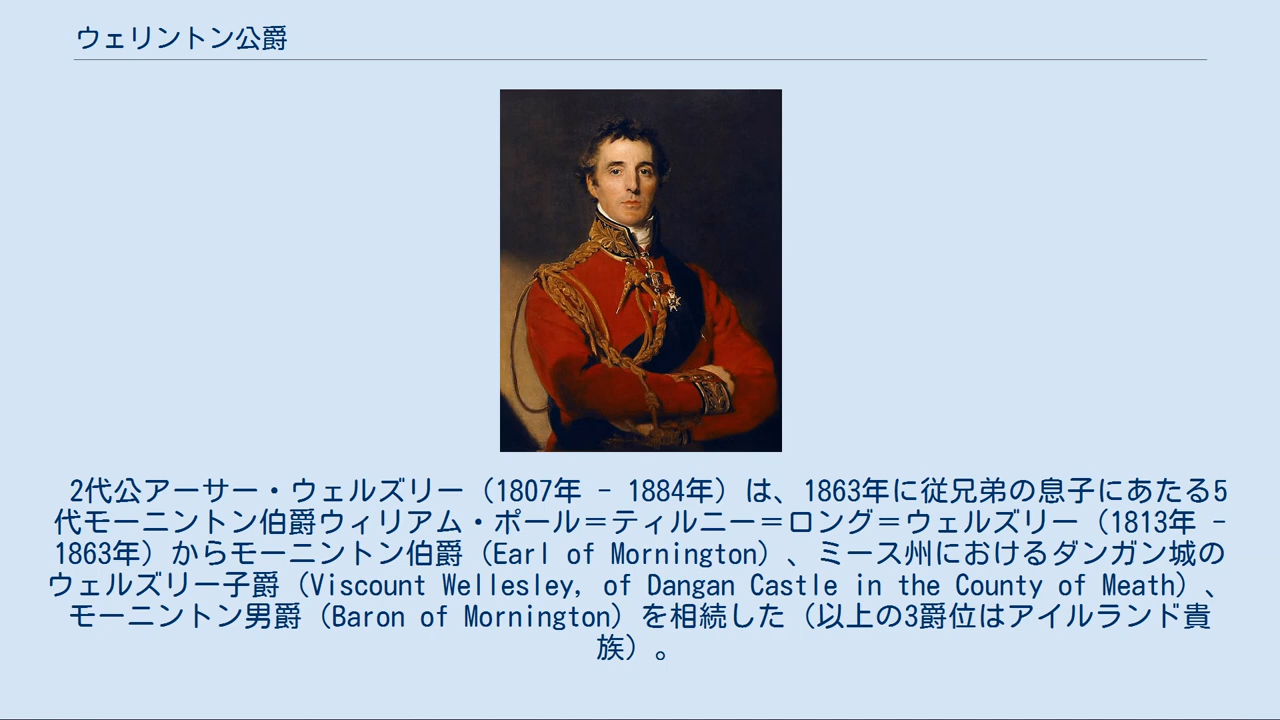 ウェリントン公爵
2代公アーサー・ウェルズリー（1807年 - 1884年）は、1863年に従兄弟の息子にあたる5
代モーニントン伯爵ウィリアム・ポール＝ティルニー＝ロング＝ウェルズリー（1813年 -
1863年）からモーニントン伯爵（Earl of Mornington）、ミース州におけるダンガン城の
ウェルズリー子爵（Viscount Wellesley, of Dangan Castle in the County of Meath）、
モーニントン男爵（Baron of Mornington）を相続した（以上の3爵位はアイルランド貴
族）。